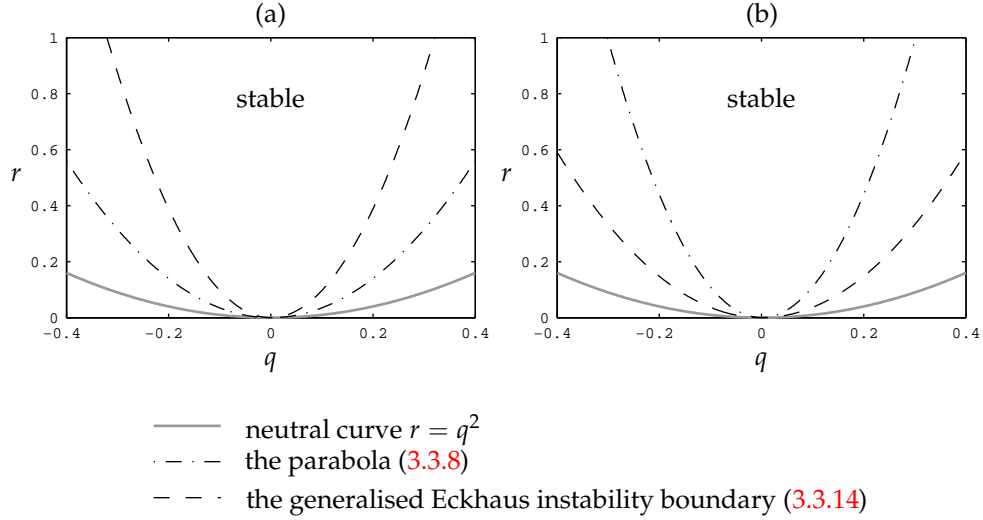 (a)
1
0.8
0.6
0.4
0.2
0
r
stable
-0.4
-0.2
0
0.2
0.4
q
(b)
1
0.8
0.6
0.4
0.2
0
r
stable
-0.4
-0.2
0
0.2
0.4
q
neutral curve r = q²
the parabola (3.3.8)
the generalised Eckhaus instability boundary (3.3.14)